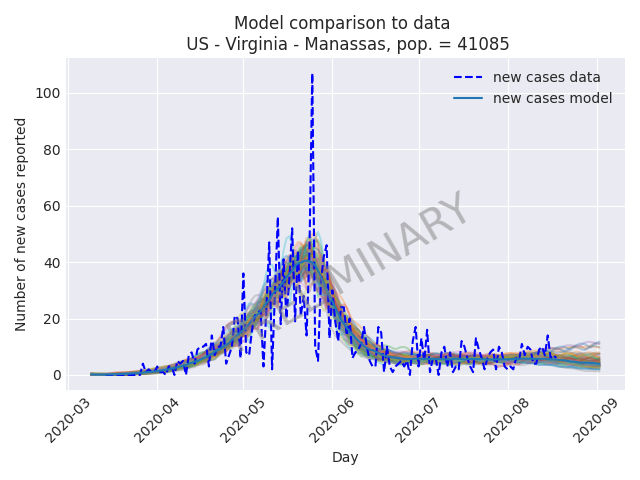 Model comparison to data
US - Virginia - Manassas, pop. = 41085
Number of new cases reported
100
80
60
40
20
0
new cases data
new cases model
2020-03
2020-04
2020-05
2020-06
2020-07
2020-08
2020-09
Day